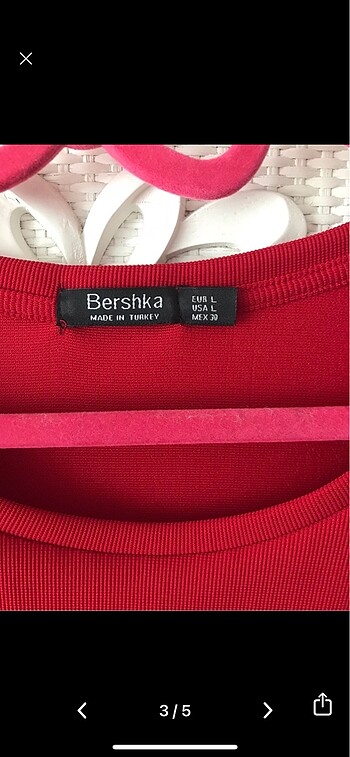 Bershka
MADE IN TURKEY
EUR L
USA L
MEX 30
3/5